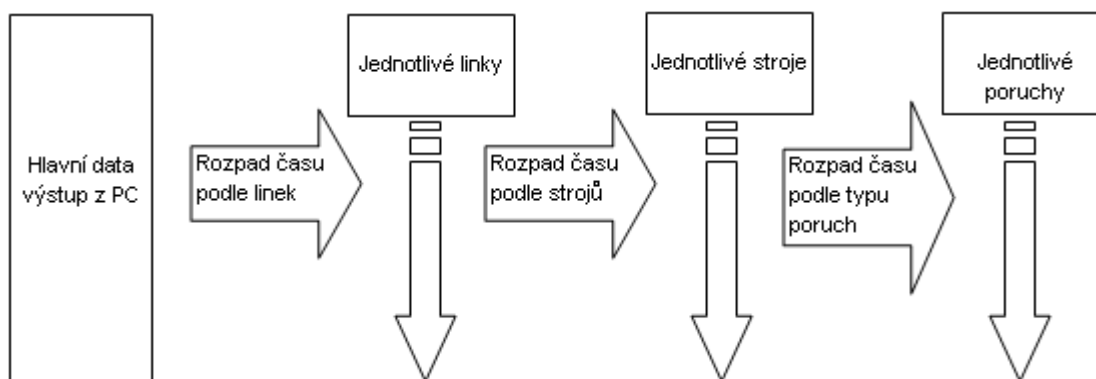 Hlavní data
výstup z PC
Rozpad času
podle linek
Jednotlivé linky
Rozpad času
podle strojů
Jednotlivé stroje
Rozpad času
podle typu
poruch
Jednotlivé
poruchy